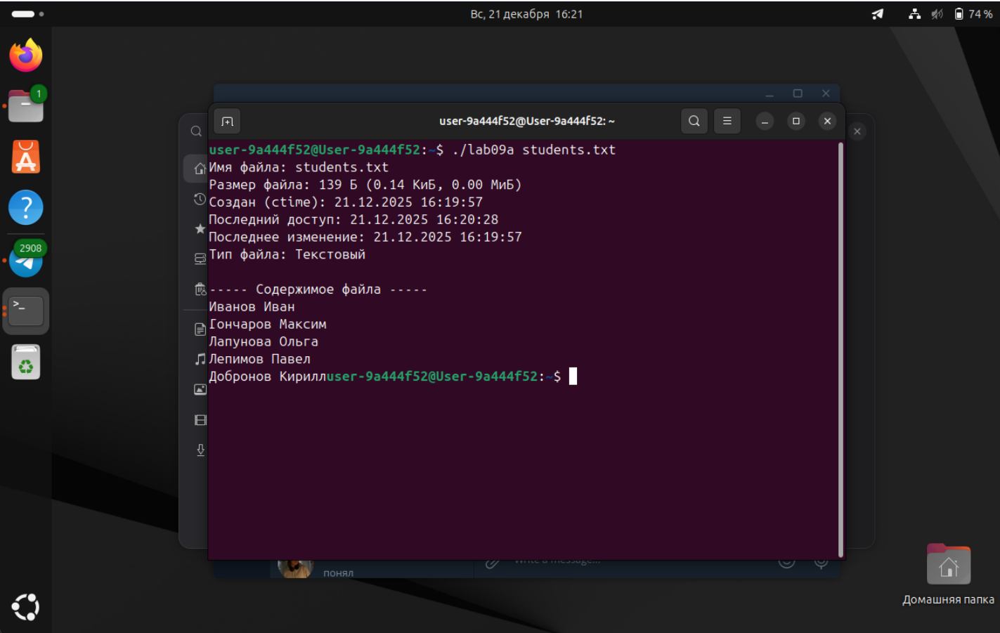 Вс, 21 декабря 16:21
74 %
1
2908
user-9a444f52@User-9a444f52: ~
user-9a444f52@User-9a444f52:~$ ./lab09a students.txt
Имя файла: students.txt
Размер файла: 139 Б (0.14 КиБ, 0.00 МиБ)
Создан (ctime): 21.12.2025 16:19:57
Последний доступ: 21.12.2025 16:20:28
Последнее изменение: 21.12.2025 16:19:57
Тип файла: Текстовый
----- Содержимое файла -----
Иванов Иван
Гончаров Максим
Лапунова Ольга
Лепимов Павел
Добронов Кириллuser-9a444f52@User-9a444f52:~$
Write a message...
понял
Домашняя папка